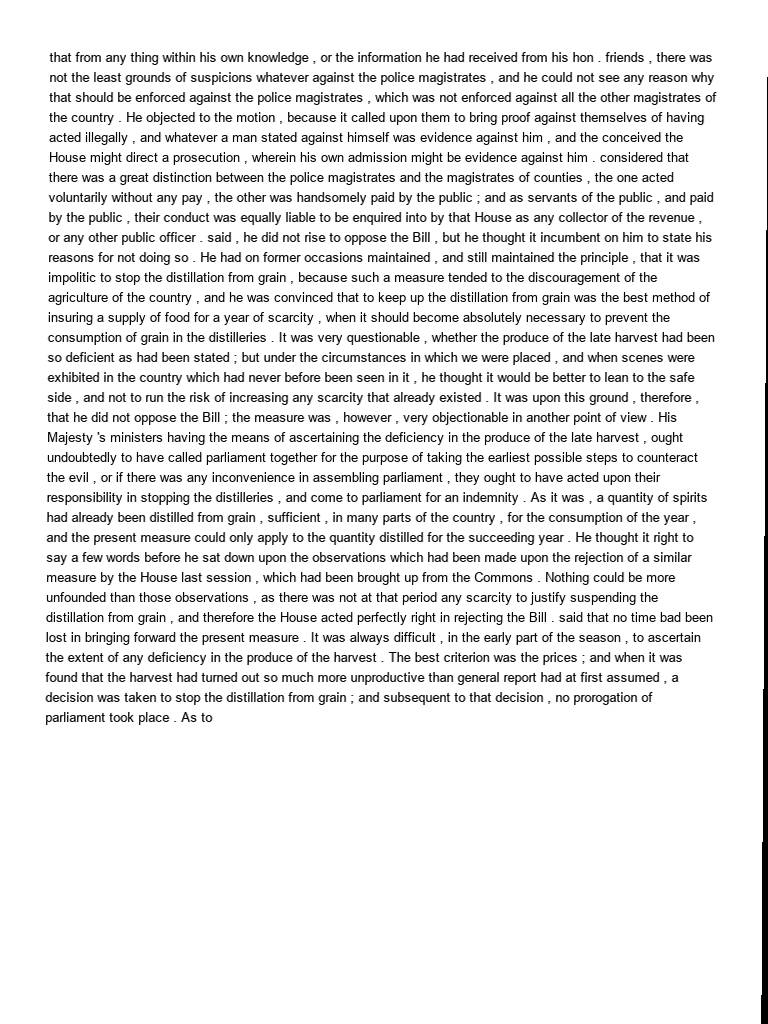 that from any thing within his own knowledge , or the information he had received from his hon . friends , there was
not the least grounds of suspicions whatever against the police magistrates , and he could not see any reason why
that should be enforced against the police magistrates , which was not enforced against all the other magistrates of
the country . He objected to the motion , because it called upon them to bring proof against themselves of having
acted illegally , and whatever a man stated against himself was evidence against him , and the conceived the
House might direct a prosecution , wherein his own admission might be evidence against him . considered that
there was a great distinction between the police magistrates and the magistrates of counties , the one acted
voluntarily without any pay , the other was handsomely paid by the public ; and as servants of the public , and paid
by the public , their conduct was equally liable to be enquired into by that House as any collector of the revenue ,
or any other public officer . said , he did not rise to oppose the Bill , but he thought it incumbent on him to state his
reasons for not doing so . He had on former occasions maintained , and still maintained the principle , that it was
impolitic to stop the distillation from grain , because such a measure tended to the discouragement of the
agriculture of the country , and he was convinced that to keep up the distillation from grain was the best method of
insuring a supply of food for a year of scarcity , when it should become absolutely necessary to prevent the
consumption of grain in the distilleries . It was very questionable , whether the produce of the late harvest had been
so deficient as had been stated ; but under the circumstances in which we were placed , and when scenes were
exhibited in the country which had never before been seen in it , he thought it would be better to lean to the safe
side , and not to run the risk of increasing any scarcity that already existed . It was upon this ground , therefore ,
that he did not oppose the Bill ; the measure was , however , very objectionable in another point of view . His
Majesty 's ministers having the means of ascertaining the deficiency in the produce of the late harvest , ought
undoubtedly to have called parliament together for the purpose of taking the earliest possible steps to counteract
the evil , or if there was any inconvenience in assembling parliament , they ought to have acted upon their
responsibility in stopping the distilleries , and come to parliament for an indemnity . As it was , a quantity of spirits
had already been distilled from grain , sufficient , in many parts of the country , for the consumption of the year ,
and the present measure could only apply to the quantity distilled for the succeeding year . He thought it right to
say a few words before he sat down upon the observations which had been made upon the rejection of a similar
measure by the House last session , which had been brought up from the Commons . Nothing could be more
unfounded than those observations , as there was not at that period any scarcity to justify suspending the
distillation from grain , and therefore the House acted perfectly right in rejecting the Bill . said that no time bad been
lost in bringing forward the present measure . It was always difficult , in the early part of the season , to ascertain
the extent of any deficiency in the produce of the harvest . The best criterion was the prices ; and when it was
found that the harvest had turned out so much more unproductive than general report had at first assumed , a
decision was taken to stop the distillation from grain ; and subsequent to that decision , no prorogation of
parliament took place . As to